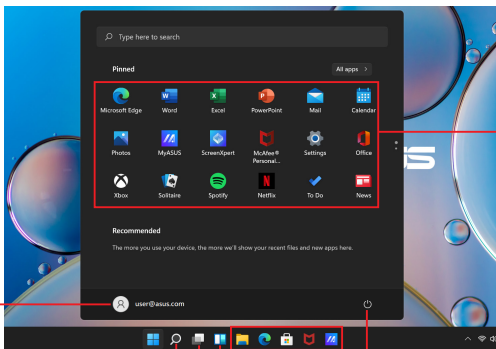 Type here to search
Pinned
All apps >
Microsoft Edge Word Excel PowerPoint Mail Calendar
Photos MyASUS ScreenXpert McAfee® Personal... Settings Office
Xbox Solitaire Spotify Netflix To Do News
Recommended
The more you use your device, the more we'll show your recent files and new apps here.
user@asus.com